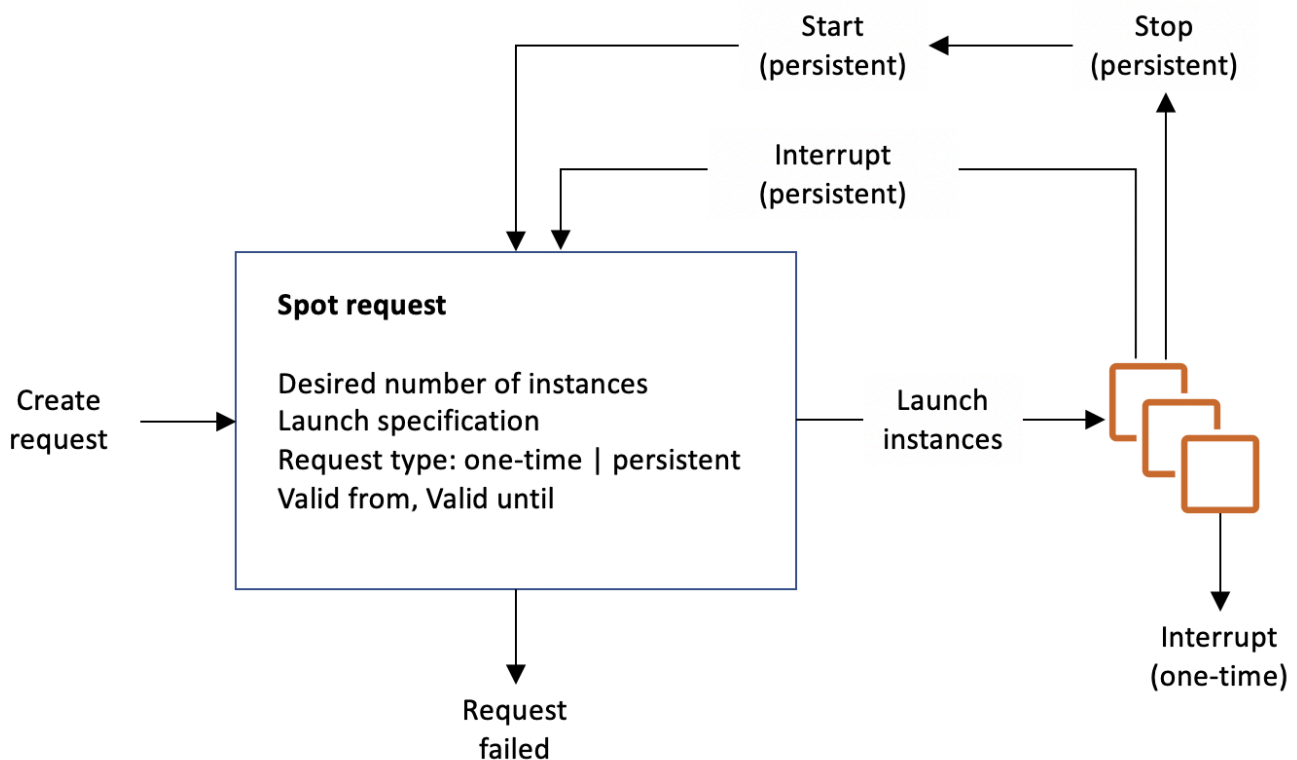 Start
(persistent)
Stop
(persistent)
Interrupt
(persistent)
Spot request
Desired number of instances
Launch specification
Request type: one-time | persistent
Valid from, Valid until
Create
request
Launch
instances
Interrupt
(one-time)
Request
failed